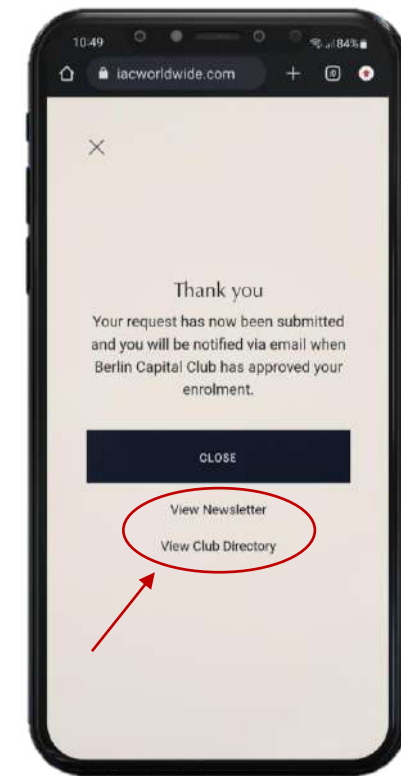 10:49
84%
iacworldwide.com
Thank you
Your request has now been submitted
and you will be notified via email when
Berlin Capital Club has approved your
enrolment.
CLOSE
View Newsletter
View Club Directory